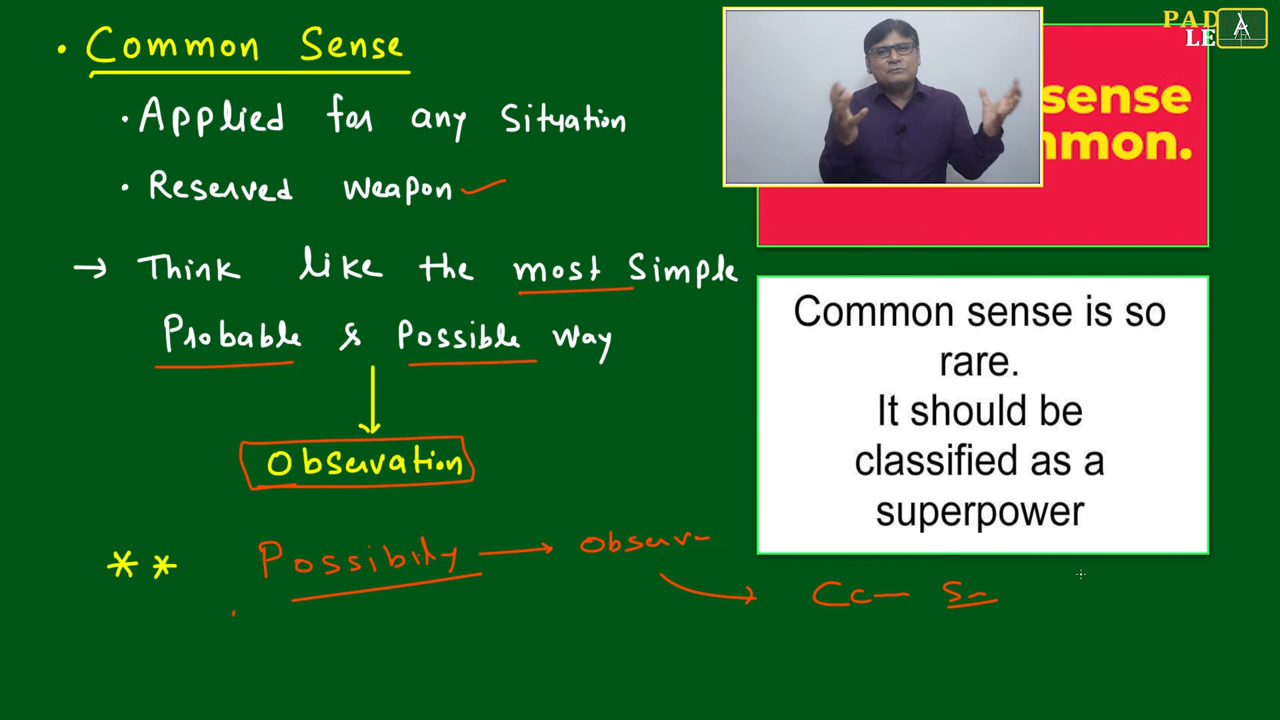 • Common Sense
• Applied for any Situation
• Reserved weapon
→ Think like the most Simple
Probable & Possible way
Observation
** Possibility → Observ
PAD
LE
sense
mmon.
Common sense is so
rare.
It should be
classified as a
superpower